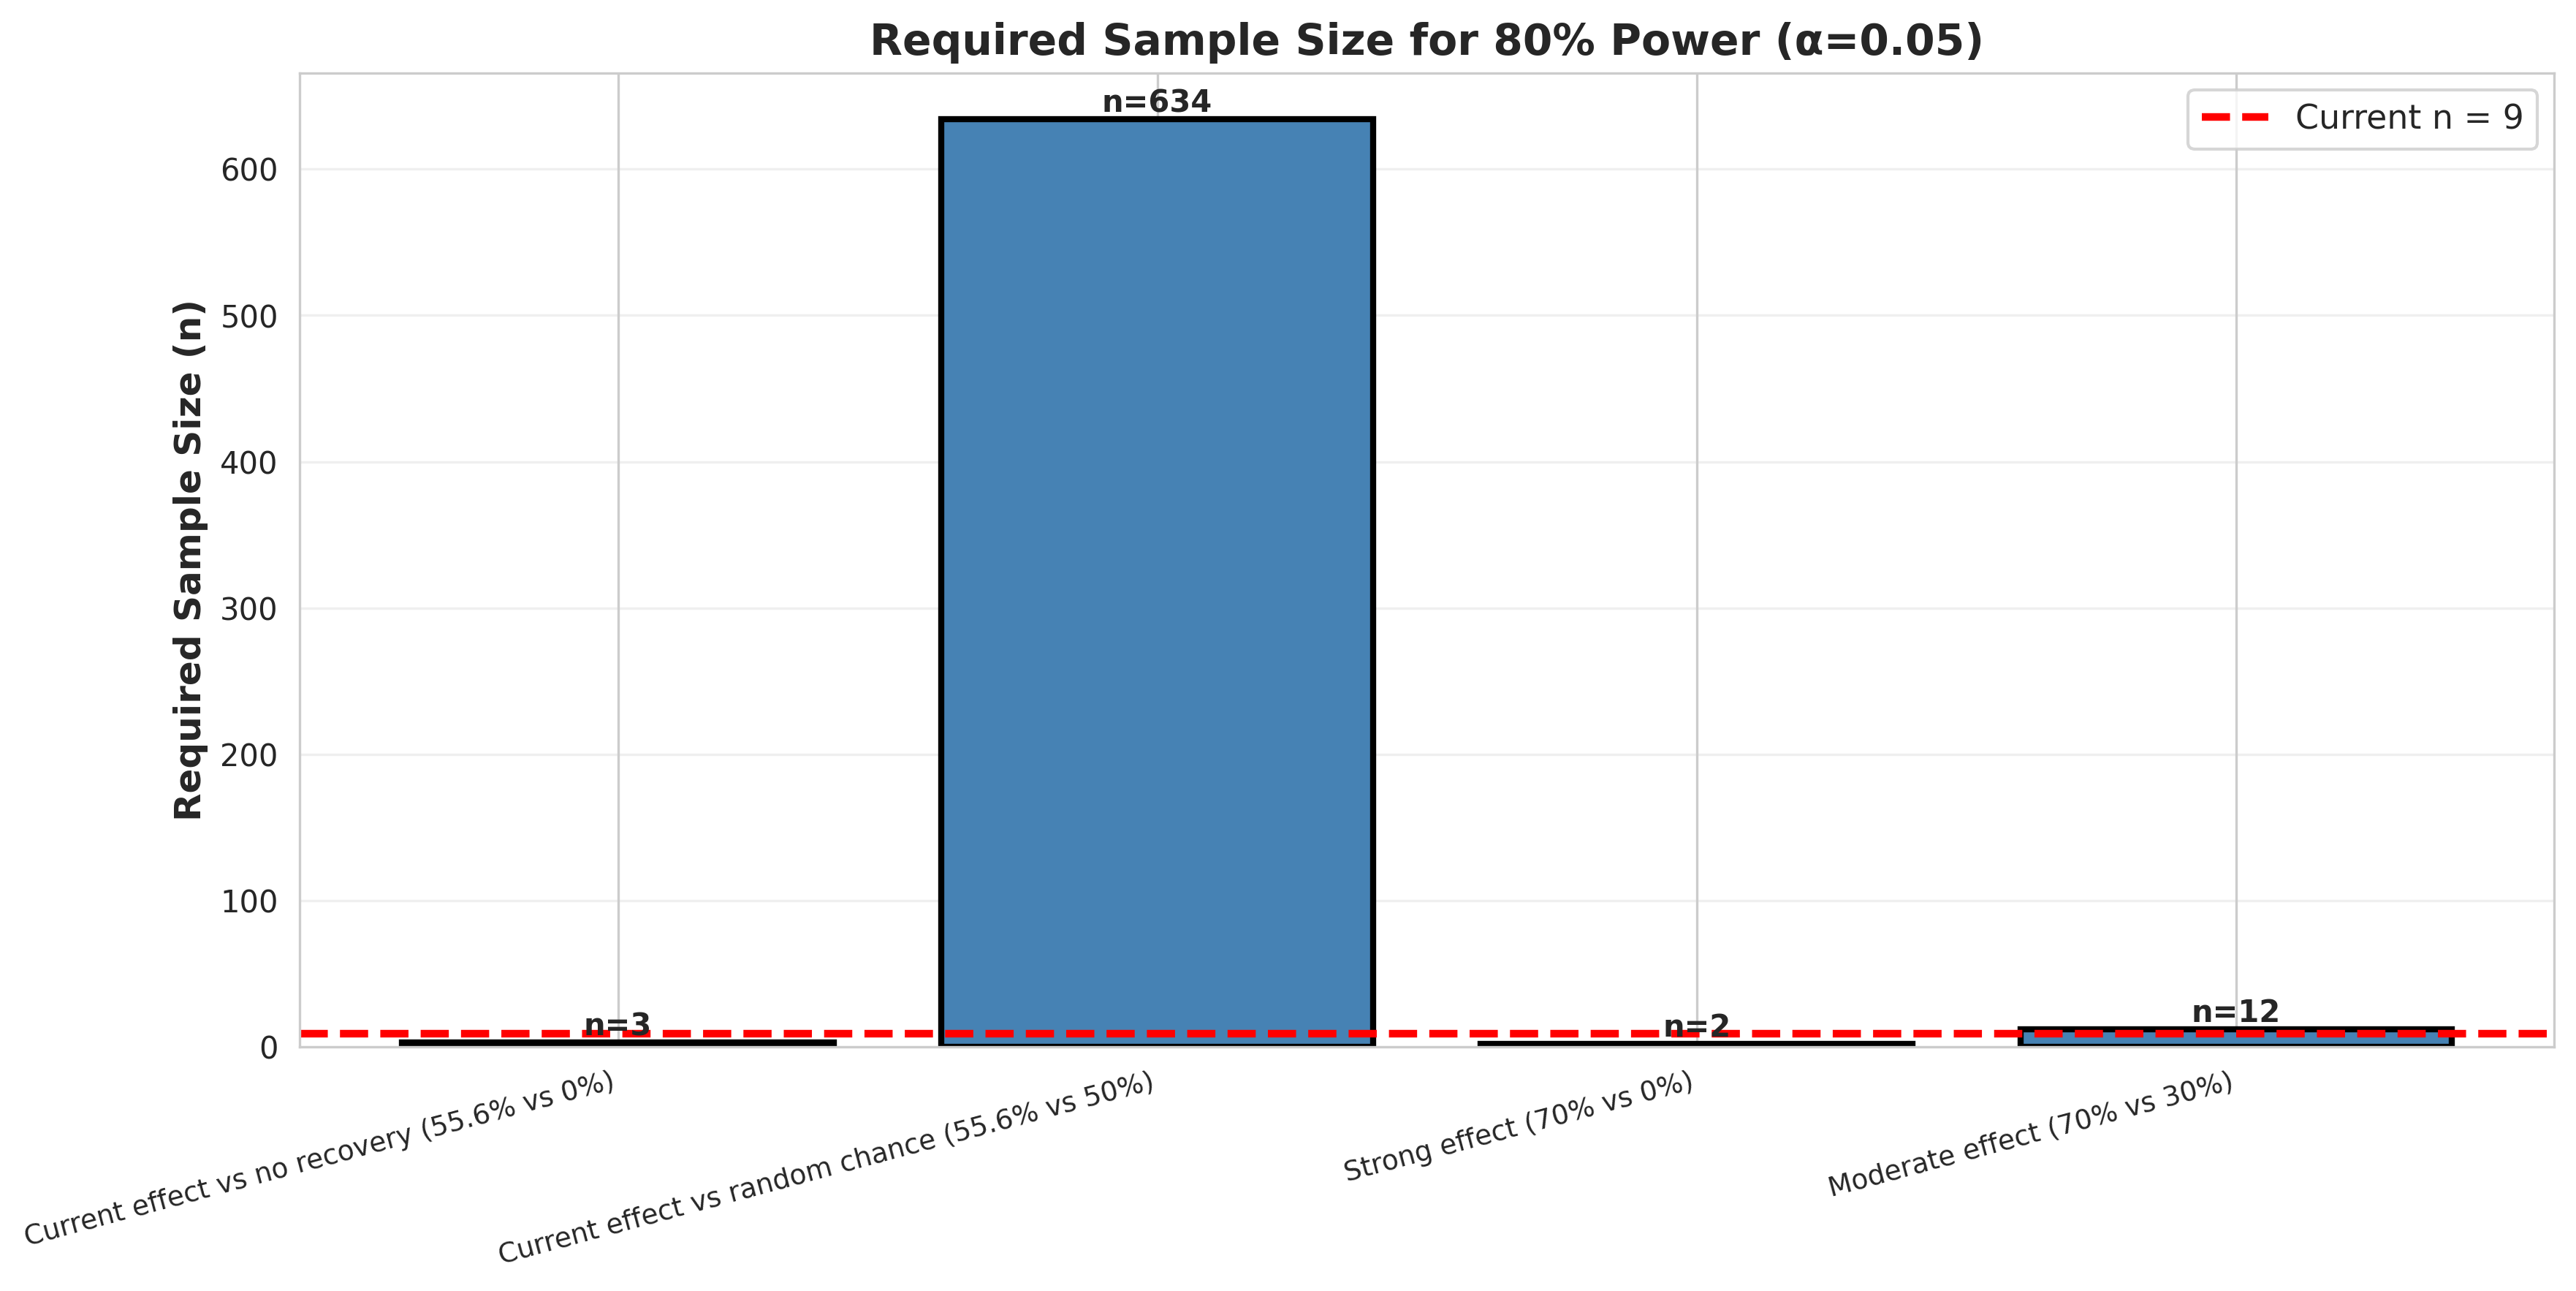 Required Sample Size for 80% Power (α=0.05)
Current n = 9
Required Sample Size (n)
600
500
400
300
200
100
0
n=3
n=634
n=2
n=12
Current effect vs no recovery (55.6% vs 0%)
Current effect vs random chance (55.6% vs 50%)
Strong effect (70% vs 0%)
Moderate effect (70% vs 30%)